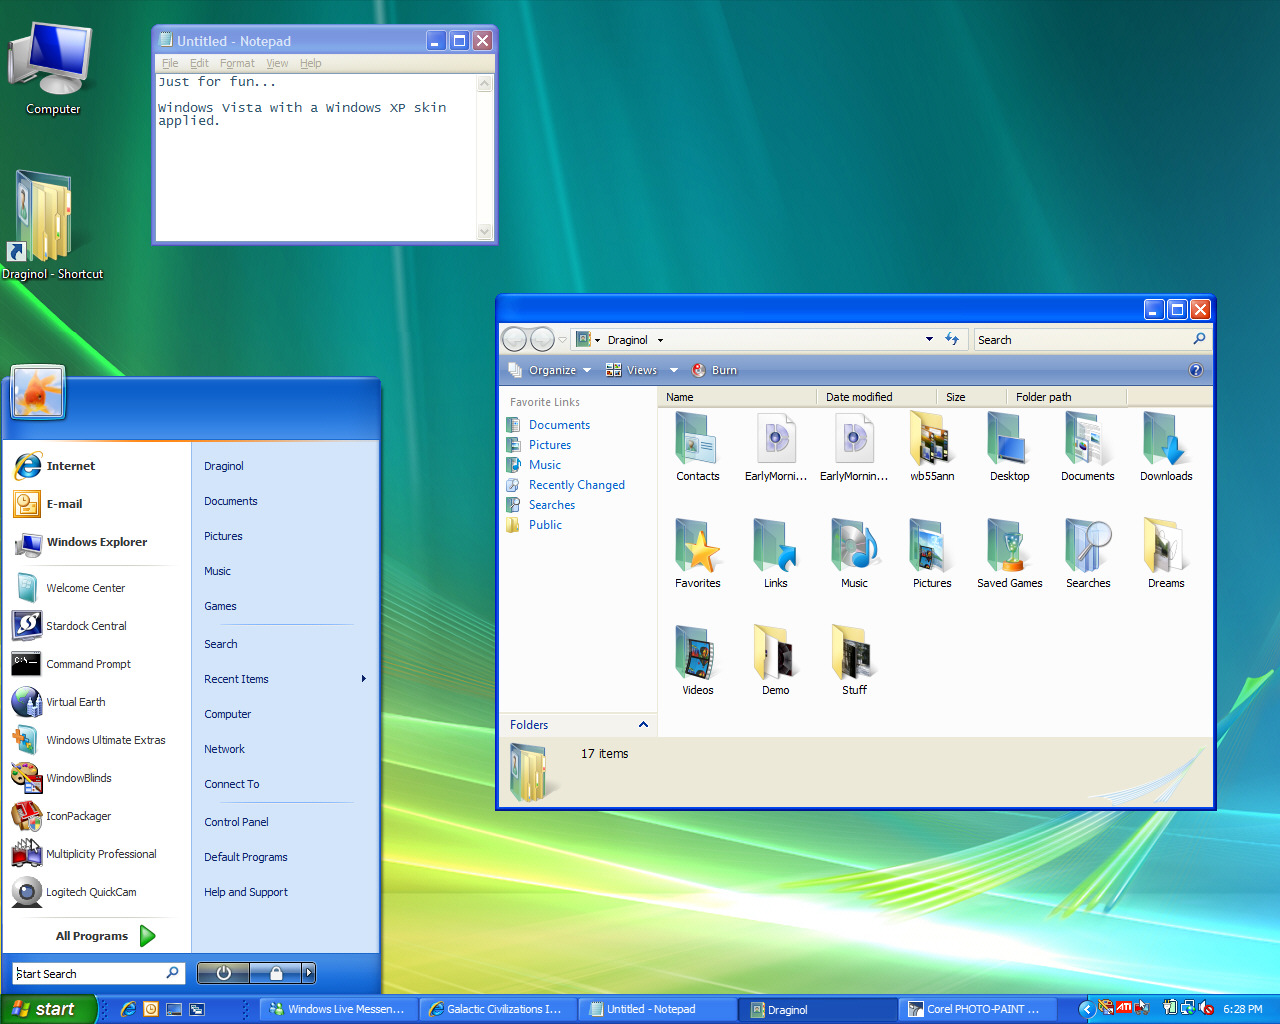 Computer
Draginol - Shortcut
Untitled - Notepad
File Edit Format View Help
Just for fun...
Windows Vista with a Windows XP skin
applied.
Draginol
Search
Organize Views Burn
Favorite Links
Documents
Pictures
Music
Recently Changed
Searches
Public
Folders
Name Date modified Size Folder path
Contacts EarlyMorni... EarlyMornin... wb55ann Desktop Documents Downloads
Favorites Links Music Pictures Saved Games Searches Dreams
Videos Demo Stuff
17 items
Internet
E-mail
Windows Explorer
Welcome Center
Stardock Central
Command Prompt
Virtual Earth
Windows Ultimate Extras
WindowBlinds
IconPackager
Multiplicity Professional
Logitech QuickCam
All Programs
Start Search
Draginol
Documents
Pictures
Music
Games
Search
Recent Items
Computer
Network
Connect To
Control Panel
Default Programs
Help and Support
start
Windows Live Messen...
Galactic Civilizations I...
Untitled - Notepad
Draginol
Corel PHOTO-PAINT ...
ATI
6:28 PM